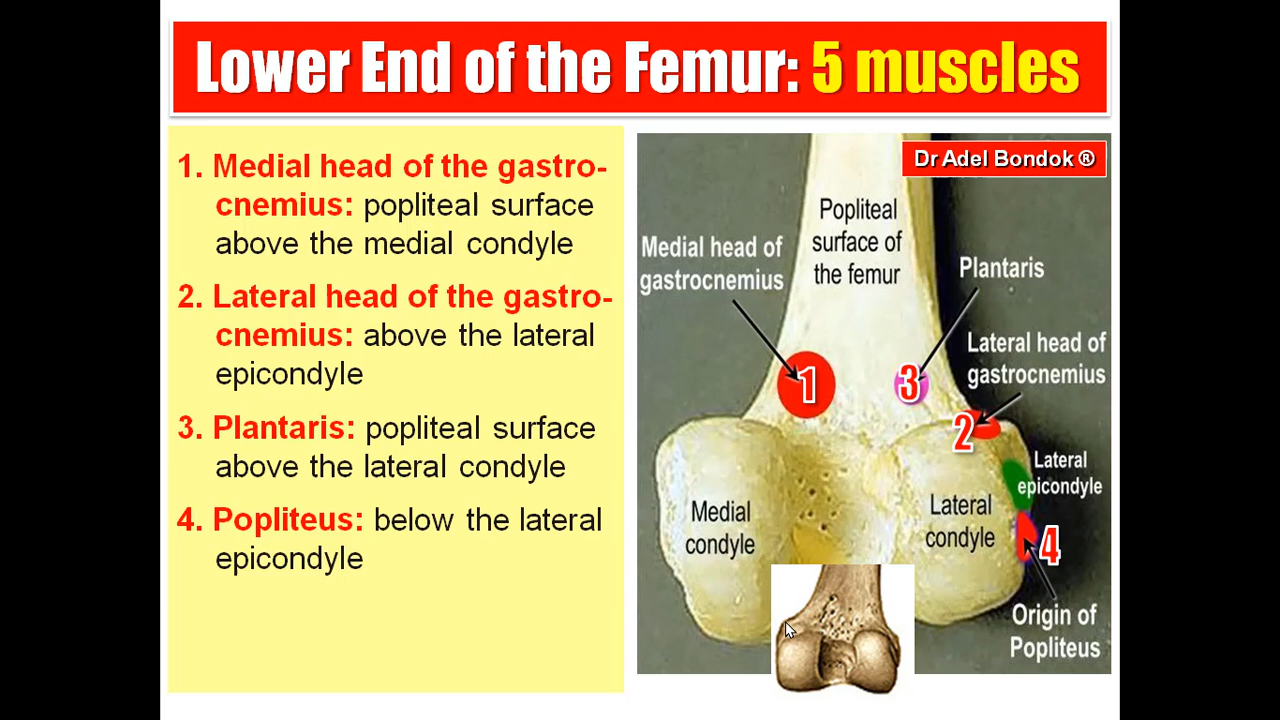 Lower End of the Femur: 5 muscles
1. Medial head of the gastro-
cnemius: popliteal surface
above the medial condyle
2. Lateral head of the gastro-
cnemius: above the lateral
epicondyle
3. Plantaris: popliteal surface
above the lateral condyle
4. Popliteus: below the lateral
epicondyle
Dr Adel Bondok ®
Popliteal
surface of
the femur
Medial head of
gastrocnemius
Plantaris
Lateral head of
gastrocnemius
1
3
2
Lateral
epicondyle
Medial
condyle
Lateral
condyle
4
Origin of
Popliteus